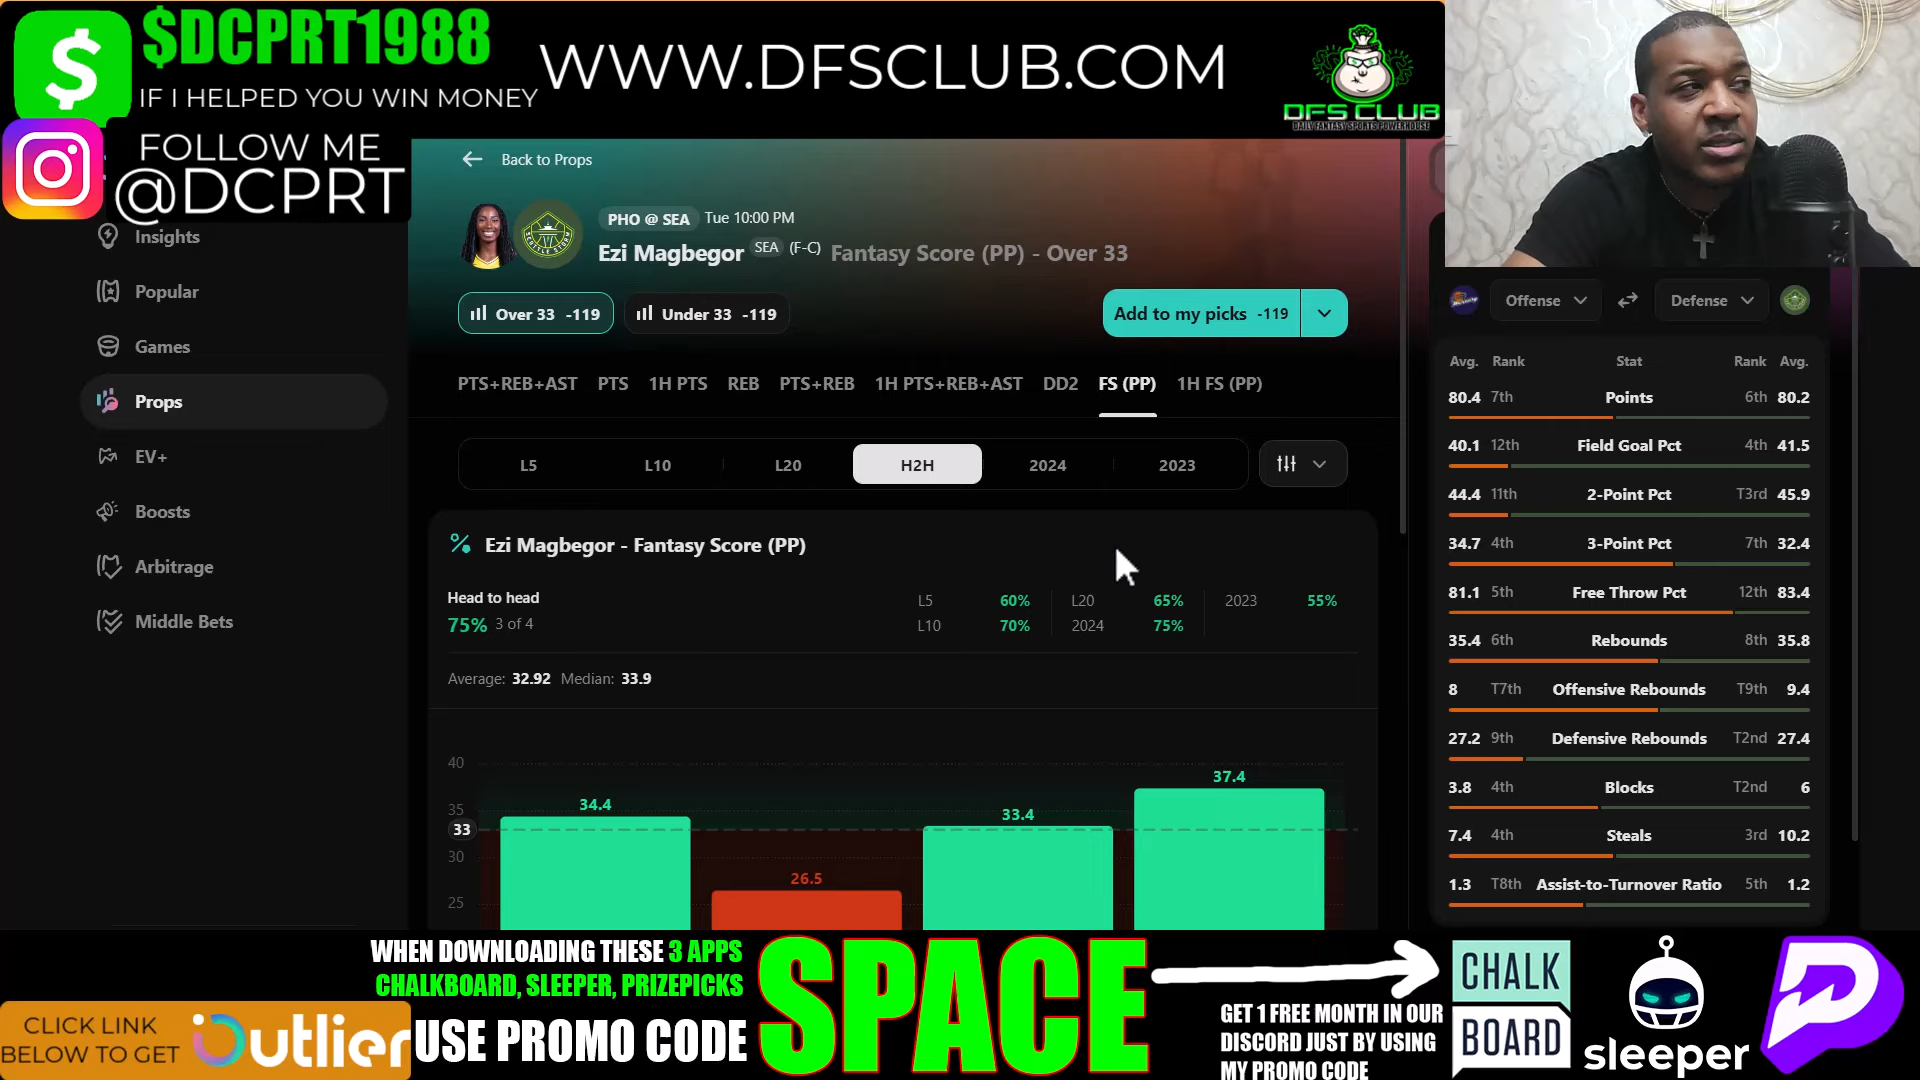 $DCPRT1988
IF I HELPED YOU WIN MONEY
WWW.DFSCLUB.COM
DFS CLUB
DAILY FANTASY SPORTS POWERHOUSE
FOLLOW ME
@DCPRT
Insights
Popular
Games
Props
EV+
Boosts
Arbitrage
Middle Bets
Back to Props
PHO @ SEA Tue 10:00 PM
Ezi Magbegor SEA (F-C) Fantasy Score (PP) - Over 33
Over 33 -119 Under 33 -119
Add to my picks -119
PTS+REB+AST PTS 1H PTS REB PTS+REB 1H PTS+REB+AST DD2 FS (PP) 1H FS (PP)
L5 L10 L20 H2H 2024 2023
Ezi Magbegor - Fantasy Score (PP)
Head to head
75% 3 of 4
L5 60% L20 65% 2023 55%
L10 70% 2024 75%
Average: 32.92 Median: 33.9
40
35
33
30
25
34.4
26.5
33.4
37.4
Offense Defense
Avg. Rank Stat Rank Avg.
80.4 7th Points 6th 80.2
40.1 12th Field Goal Pct 4th 41.5
44.4 11th 2-Point Pct T3rd 45.9
34.7 4th 3-Point Pct 7th 32.4
81.1 5th Free Throw Pct 12th 83.4
35.4 6th Rebounds 8th 35.8
8 T7th Offensive Rebounds T9th 9.4
27.2 9th Defensive Rebounds T2nd 27.4
3.8 4th Blocks T2nd 6
7.4 4th Steals 3rd 10.2
1.3 T8th Assist-to-Turnover Ratio 5th 1.2
CLICK LINK
BELOW TO GET
Outlier
WHEN DOWNLOADING THESE 3 APPS
CHALKBOARD, SLEEPER, PRIZEPICKS
USE PROMO CODE
SPACE
GET 1 FREE MONTH IN OUR
DISCORD JUST BY USING
MY PROMO CODE
CHALK
BOARD
sleeper